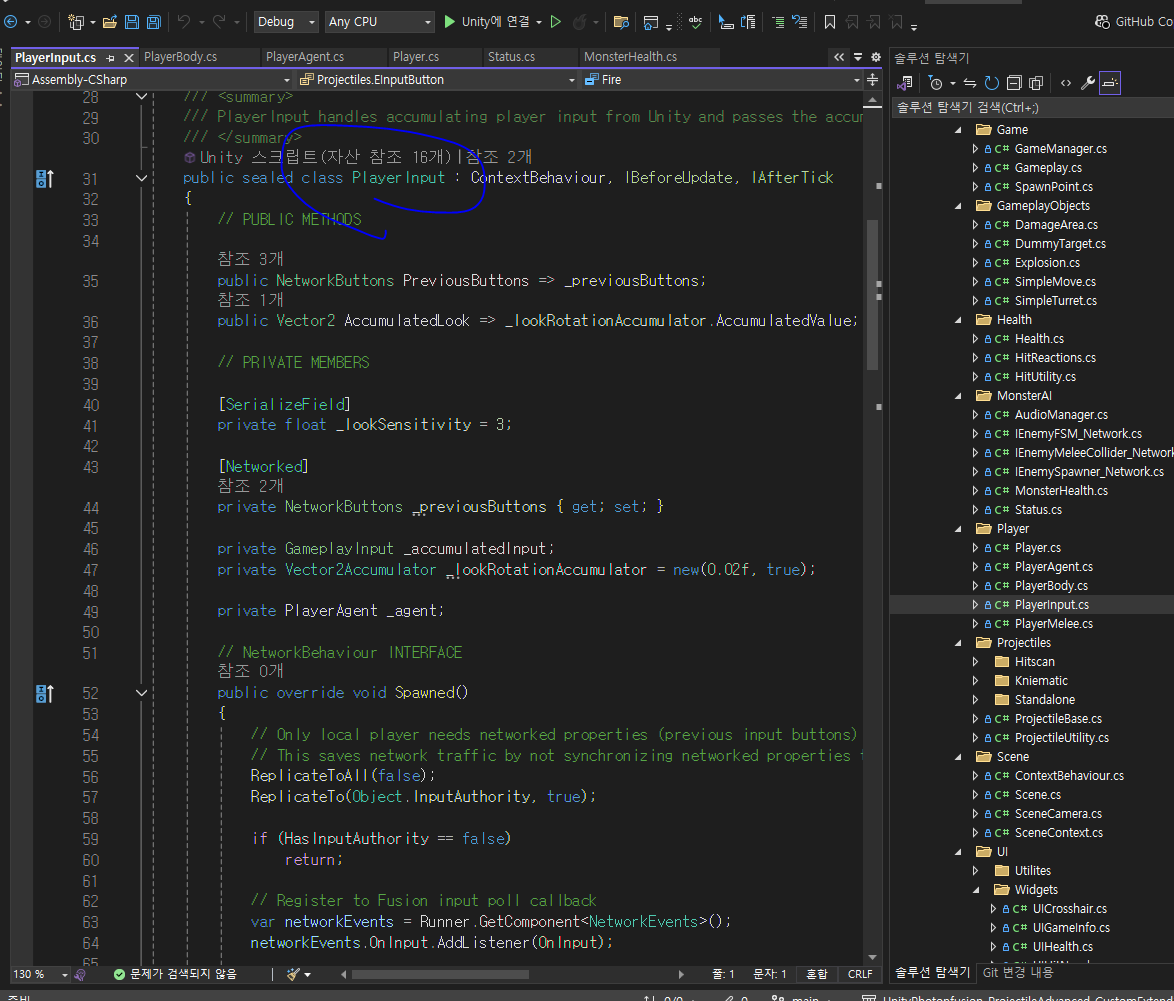 Debug
Any CPU
Unity에 연결
GitHub Co
PlayerInput.cs
PlayerBody.cs
PlayerAgent.cs
Player.cs
Status.cs
MonsterHealth.cs
솔루션 탐색기
Assembly-CSharp
Projectiles.EInputButton
Fire
솔루션 탐색기 검색(Ctrl+;)
28 /// <summary>
29 /// PlayerInput handles accumulating player input from Unity and passes the accum
30 /// </summary>
Unity 스크립트(자산 참조 16개)|참조 2개
31 public sealed class PlayerInput : ContextBehaviour, IBeforeUpdate, IAfterTick
32 {
33 // PUBLIC METHODS
34
참조 3개
35 public NetworkButtons PreviousButtons => _previousButtons;
참조 1개
36 public Vector2 AccumulatedLook => _lookRotationAccumulator.AccumulatedValue;
37
38 // PRIVATE MEMBERS
39
40 [SerializeField]
41 private float _lookSensitivity = 3;
42
43 [Networked]
참조 2개
44 private NetworkButtons _previousButtons { get; set; }
45
46 private GameplayInput _accumulatedInput;
47 private Vector2Accumulator _lookRotationAccumulator = new(0.02f, true);
48
49 private PlayerAgent _agent;
50
51 // NetworkBehaviour INTERFACE
참조 0개
52 public override void Spawned()
53 {
54 // Only local player needs networked properties (previous input buttons)
55 // This saves network traffic by not synchronizing networked properties
56 ReplicateToAll(false);
57 ReplicateTo(Object.InputAuthority, true);
58
59 if (HasInputAuthority == false)
60 return;
61
62 // Register to Fusion input poll callback
63 var networkEvents = Runner.GetComponent<NetworkEvents>();
64 networkEvents.OnInput.AddListener(OnInput);
65
Game
C# GameManager.cs
C# Gameplay.cs
C# SpawnPoint.cs
GameplayObjects
C# DamageArea.cs
C# DummyTarget.cs
C# Explosion.cs
C# SimpleMove.cs
C# SimpleTurret.cs
Health
C# Health.cs
C# HitReactions.cs
C# HitUtility.cs
MonsterAI
C# AudioManager.cs
C# IEnemyFSM_Network.cs
C# IEnemyMeleeCollider_Network
C# IEnemySpawner_Network.cs
C# MonsterHealth.cs
C# Status.cs
Player
C# Player.cs
C# PlayerAgent.cs
C# PlayerBody.cs
C# PlayerInput.cs
C# PlayerMelee.cs
Projectiles
Hitscan
Kniematic
Standalone
C# ProjectileBase.cs
C# ProjectileUtility.cs
Scene
C# ContextBehaviour.cs
C# Scene.cs
C# SceneCamera.cs
C# SceneContext.cs
UI
Utilites
Widgets
C# UICrosshair.cs
C# UIGameInfo.cs
C# UIHealth.cs
130 %
문제가 검색되지 않음
줄: 1
문자: 1
혼합
CRLF
솔루션 탐색기
Git 변경 내용
준비
0/0
0
main
UnityPhotonfusion-ProjectileAdvanced_CustomExtend